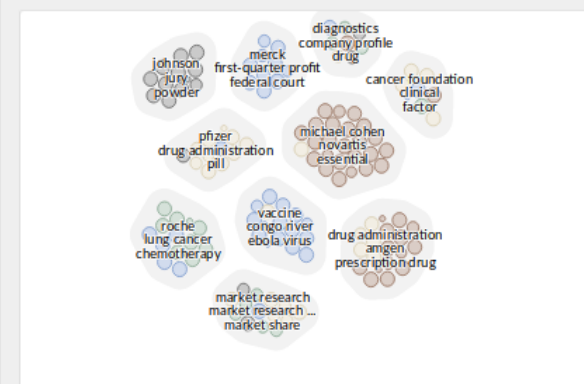 diagnostics
company profile
drug
merck
first-quarter profit
federal court
johnson
jury
powder
cancer foundation
clinical
factor
pfizer
drug administration
pill
michael cohen
novartis
essential
vaccine
congo river
ebola virus
roche
lung cancer
chemotherapy
drug administration
amgen
prescription drug
market research
market research ...
market share